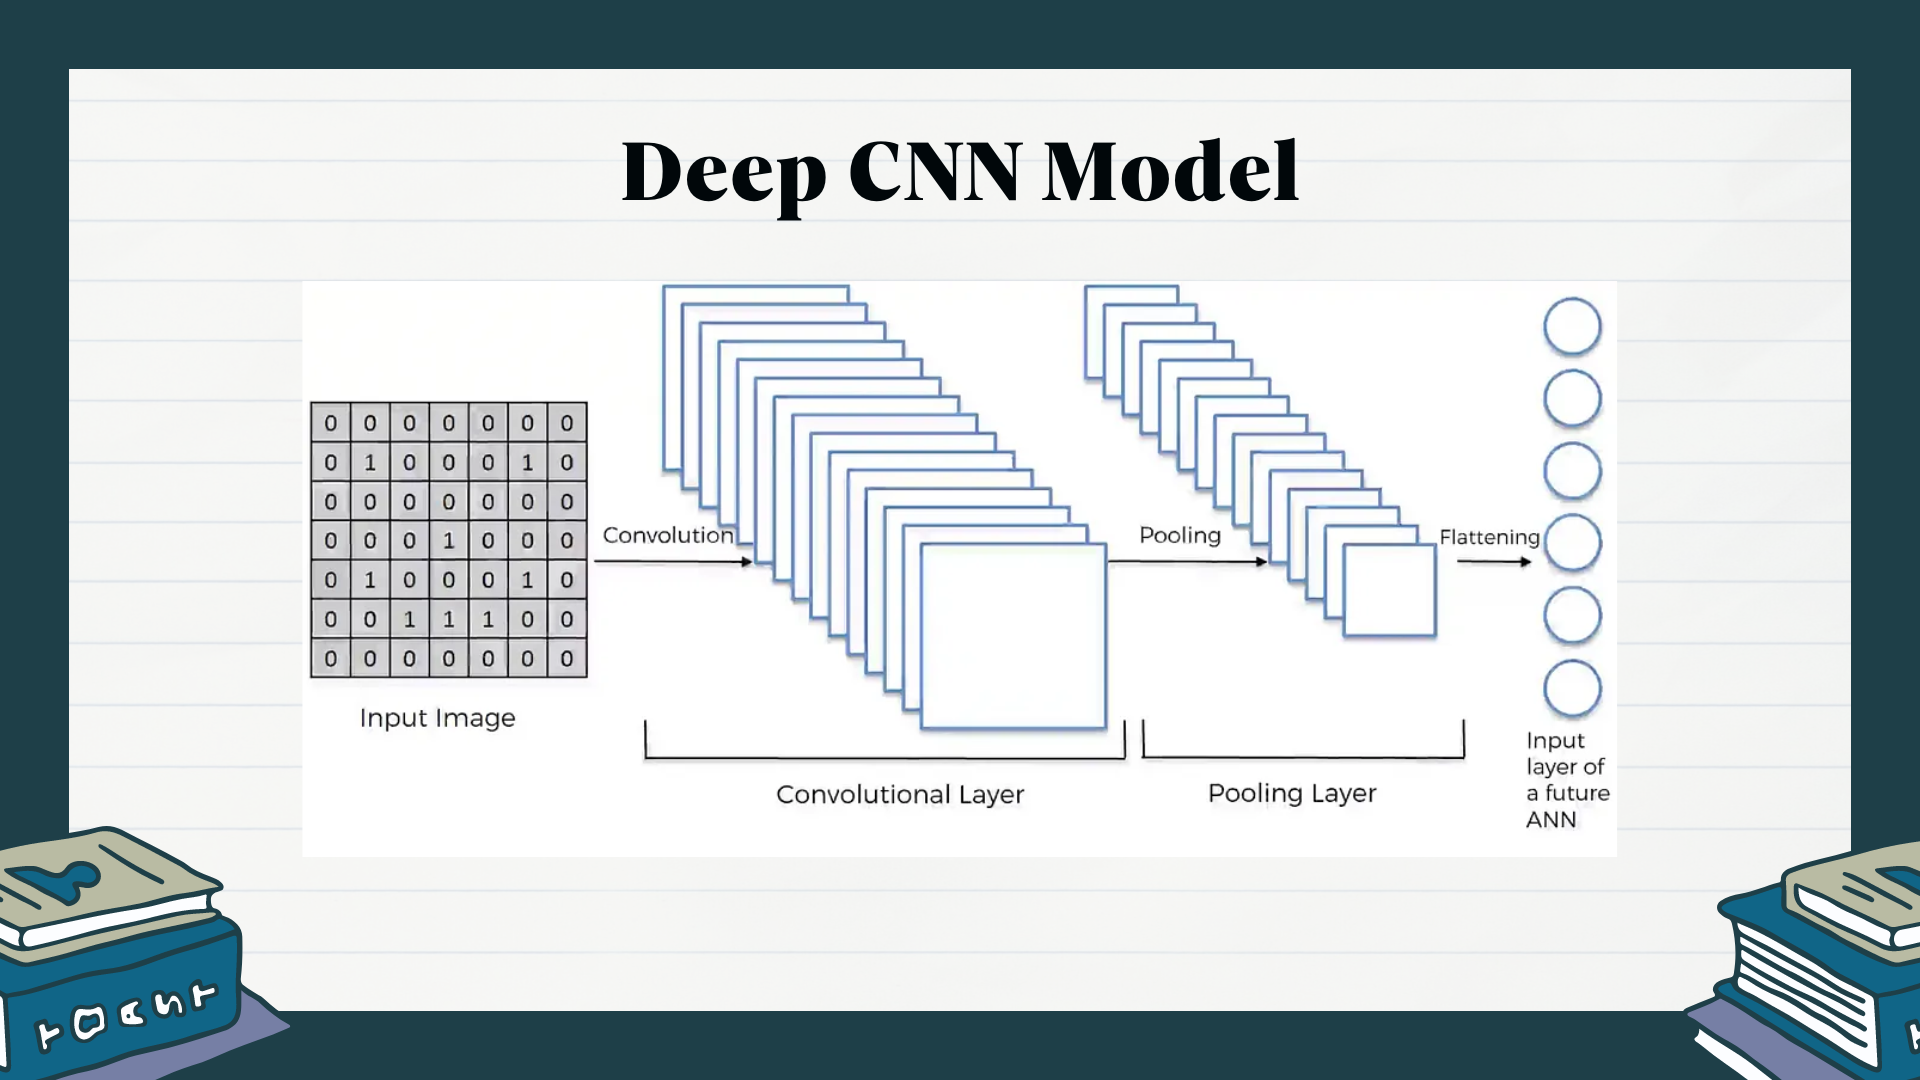 Deep CNN Model
0 0 0 0 0 0 0
0 1 0 0 0 1 0
0 0 0 0 0 0 0
0 0 0 1 0 0 0
0 1 0 0 0 1 0
0 0 1 1 1 0 0
0 0 0 0 0 0 0
Input Image
Convolution
Convolutional Layer
Pooling
Pooling Layer
Flattening
Input
layer of
a future
ANN